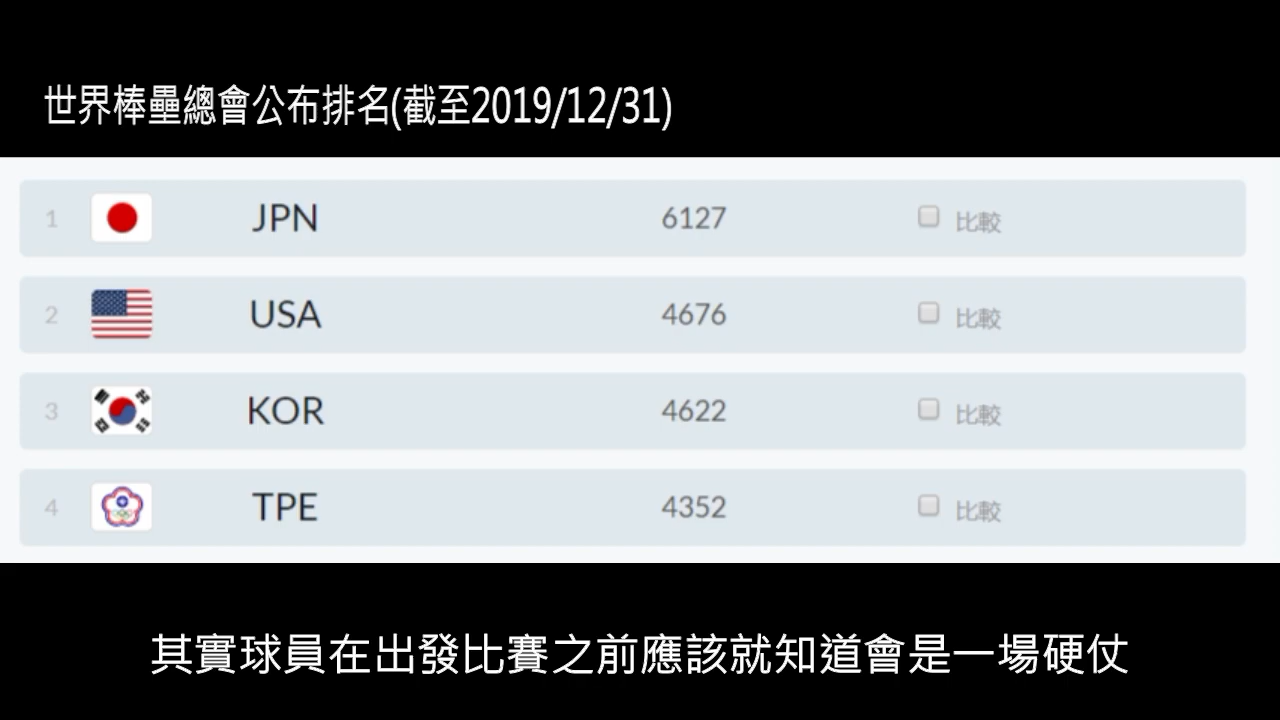 世界棒壘總會公布排名(截至2019/12/31)
1 JPN 6127 比較
2 USA 4676 比較
3 KOR 4622 比較
4 TPE 4352 比較
其實球員在出發比賽之前應該就知道會是一場硬仗